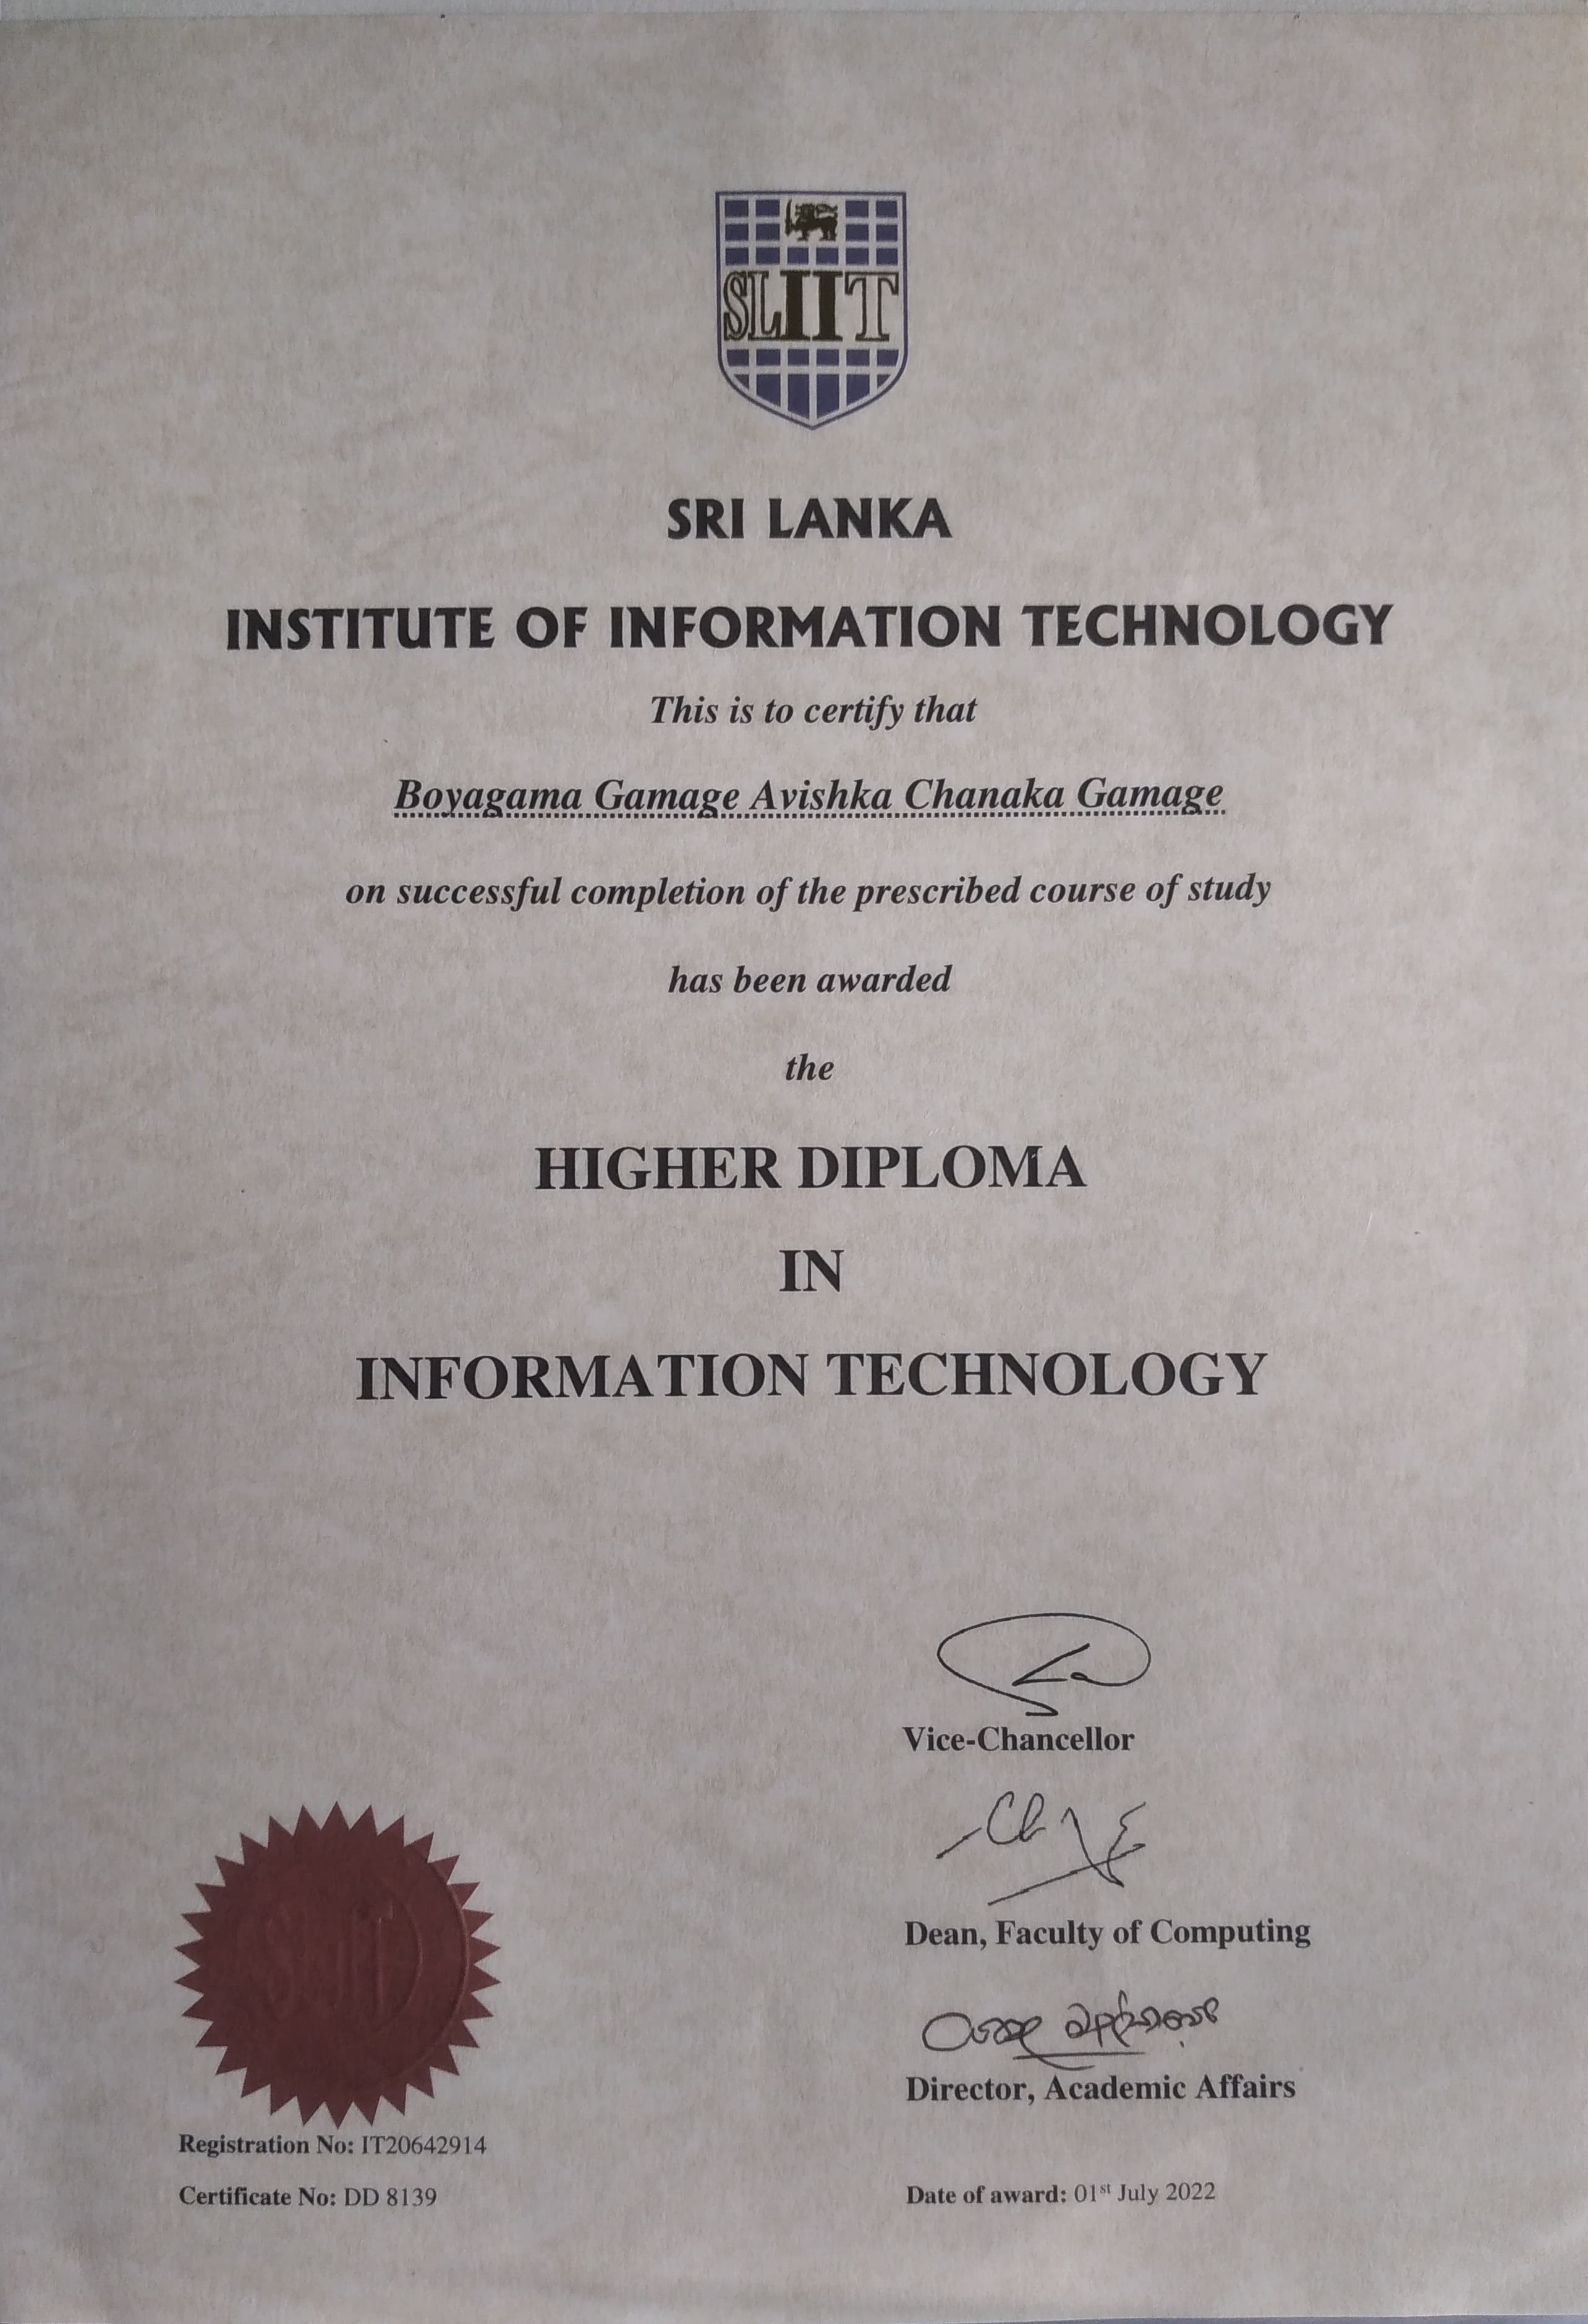 SLIIT
SRI LANKA
INSTITUTE OF INFORMATION TECHNOLOGY
This is to certify that
Boyagama Gamage Avishka Chanaka Gamage
on successful completion of the prescribed course of study
has been awarded
the
HIGHER DIPLOMA
IN
INFORMATION TECHNOLOGY
Vice-Chancellor
Dean, Faculty of Computing
Director, Academic Affairs
Registration No: IT20642914
Certificate No: DD 8139
Date of award: 01st July 2022